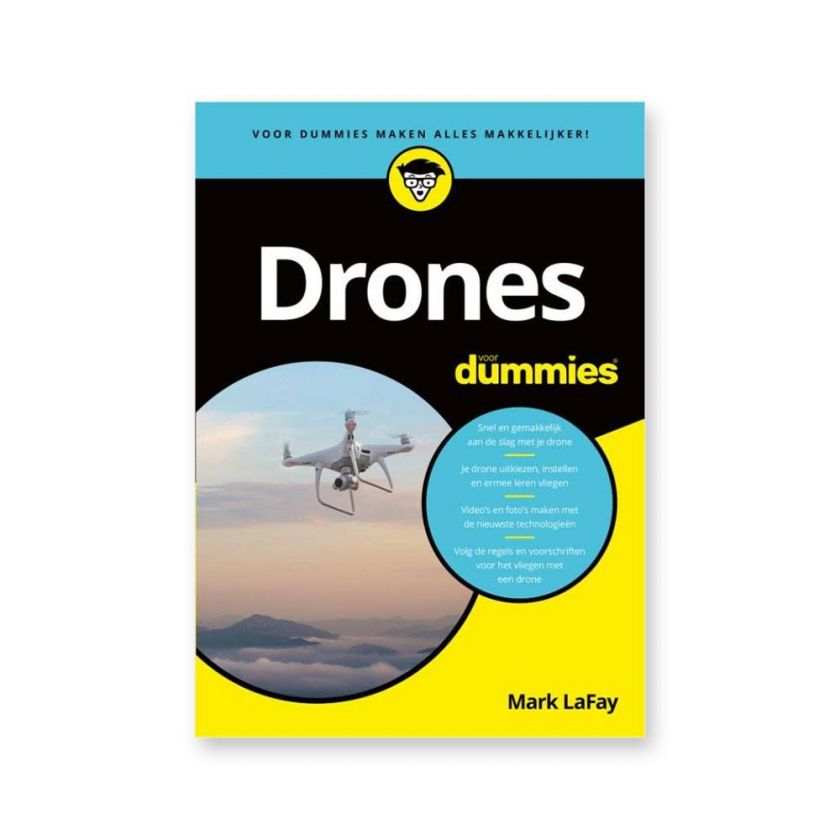 VOOR DUMMIES MAKEN ALLES MAKKELIJKER!
Drones
voor
dummies®
Snel en gemakkelijk
aan de slag met je drone
Je drone uitkiezen, instellen
en ermee leren vliegen
Video's en foto's maken met
de nieuwste technologieën
Volg de regels en voorschriften
voor het vliegen met
een drone
Mark LaFay